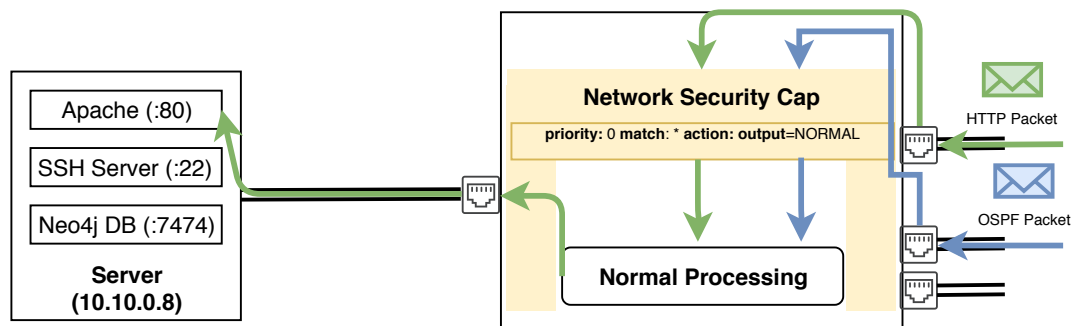 Apache (:80)
SSH Server (:22)
Neo4j DB (:7474)
Server
(10.10.0.8)
Network Security Cap
priority: 0 match: * action: output=NORMAL
Normal Processing
HTTP Packet
OSPF Packet